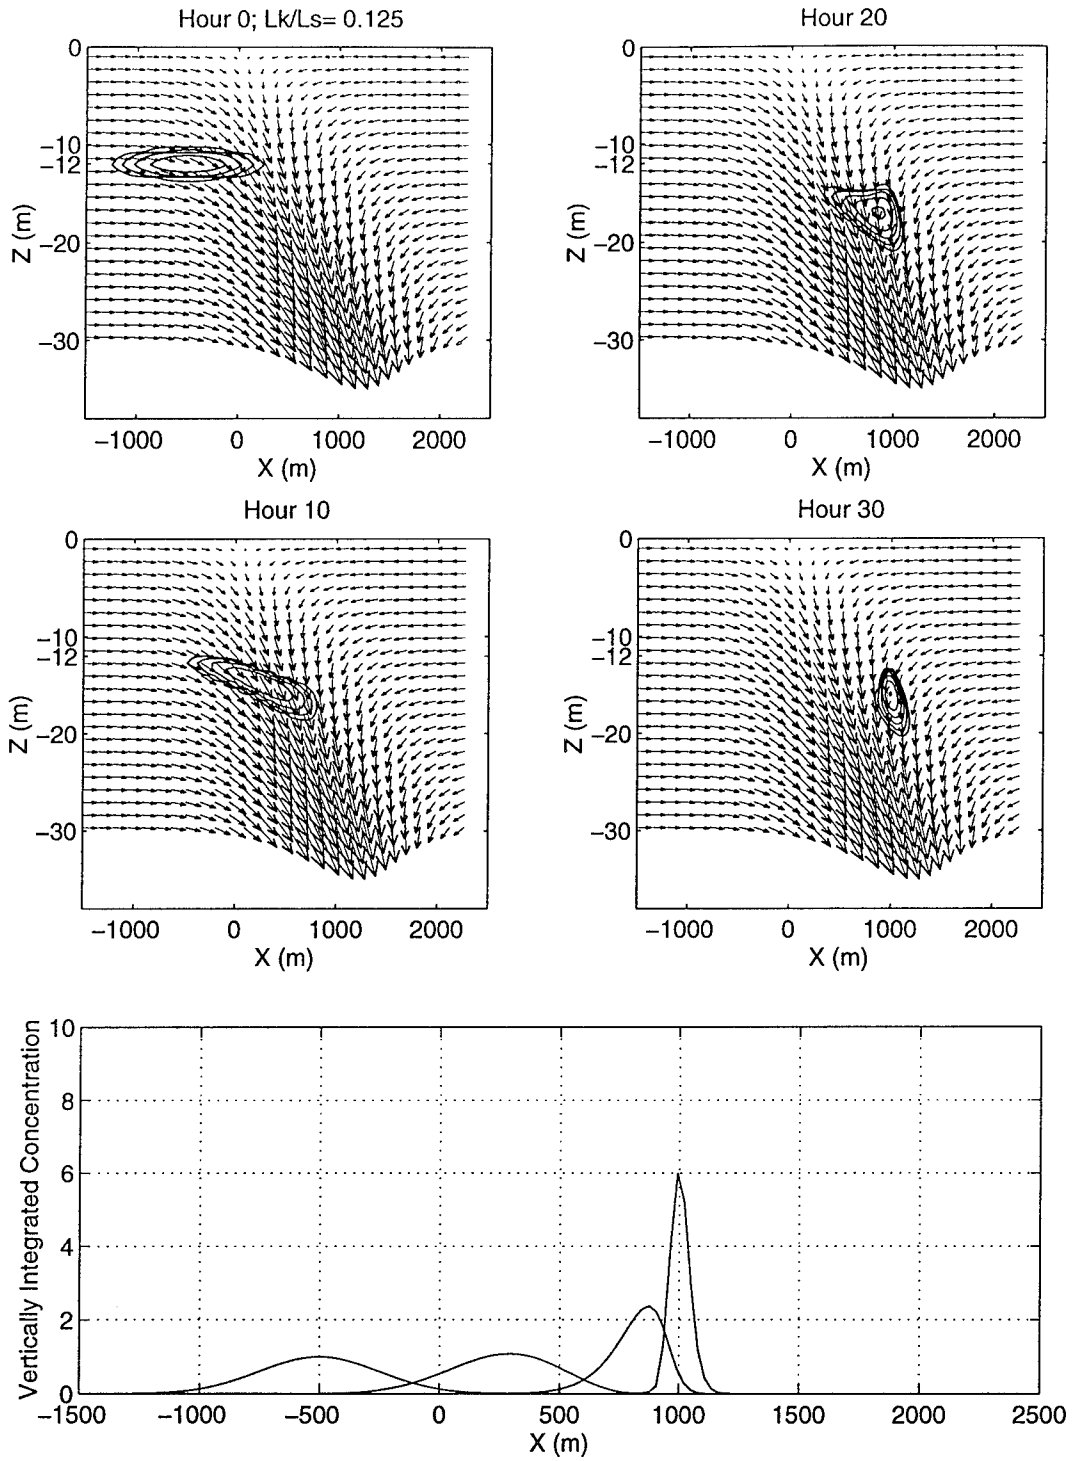 Hour 0; Lk/Ls= 0.125
0
−10
−12
−20
−30
Z (m)
−1000 0 1000 2000
X (m)
Hour 20
0
−10
−12
−20
−30
Z (m)
−1000 0 1000 2000
X (m)
Hour 10
0
−10
−12
−20
−30
Z (m)
−1000 0 1000 2000
X (m)
Hour 30
0
−10
−12
−20
−30
Z (m)
−1000 0 1000 2000
X (m)
Vertically Integrated Concentration
10
8
6
4
2
0
−1500 −1000 −500 0 500 1000 1500 2000 2500
X (m)